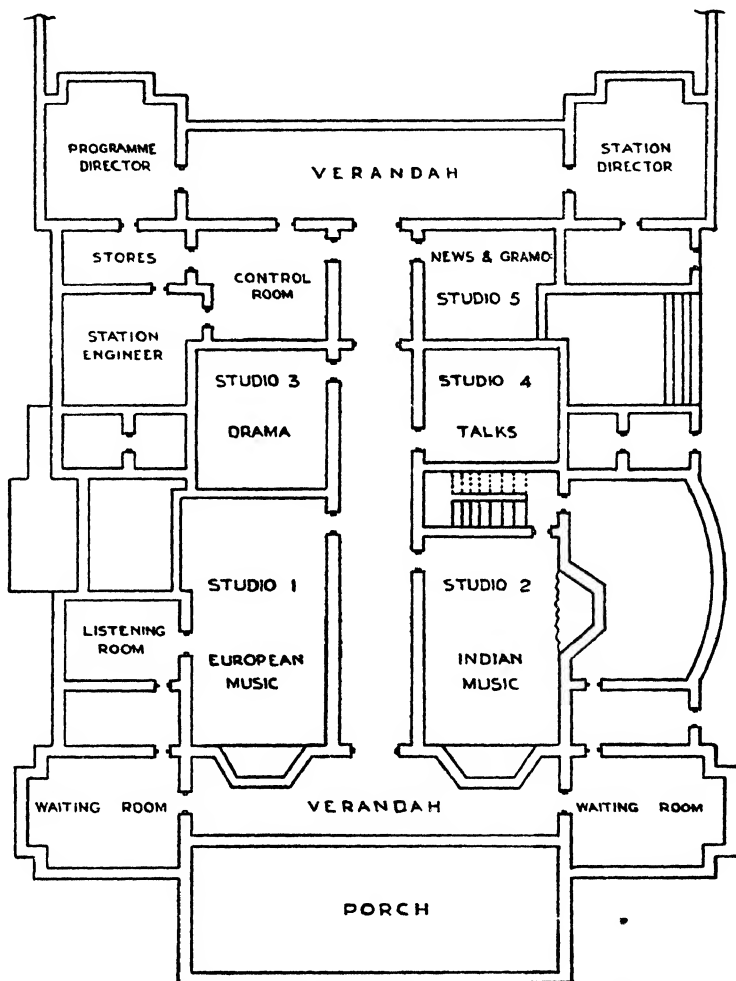 PROGRAMME
DIRECTOR
VERANDAH
STATION
DIRECTOR
STORES
CONTROL
ROOM
NEWS & GRAMO·
STUDIO 5
STATION
ENGINEER
STUDIO 3
DRAMA
STUDIO 4
TALKS
STUDIO 1
EUROPEAN
MUSIC
STUDIO 2
INDIAN
MUSIC
LISTENING
ROOM
WAITING ROOM
VERANDAH
WAITING ROOM
PORCH